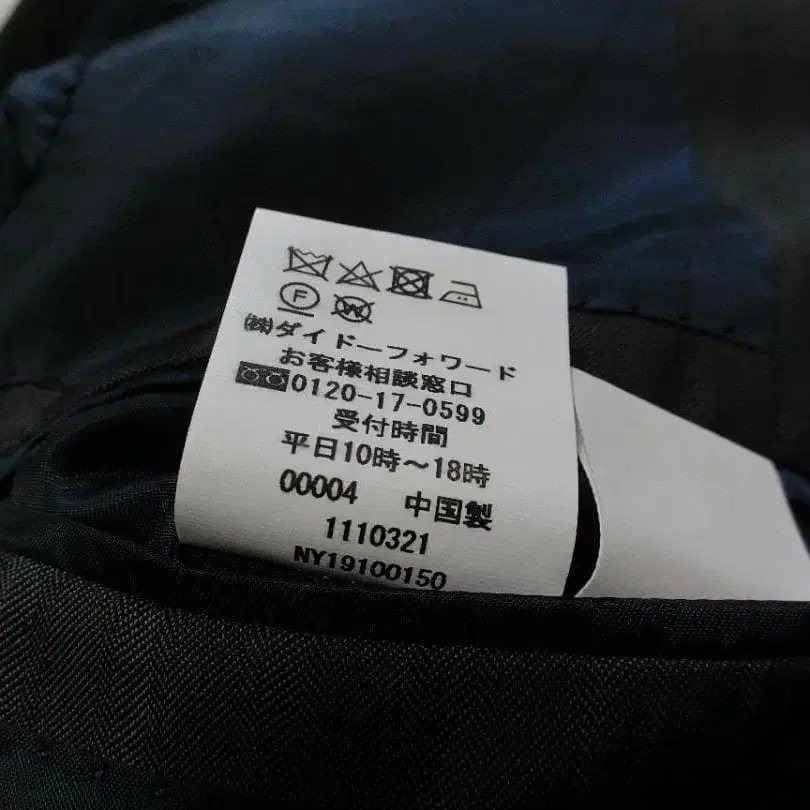 F W
㈱ダイドーフォワード
お客様相談窓口
0120-17-0599
受付時間
平日10時～18時
00004 中国製
1110321
NY19100150